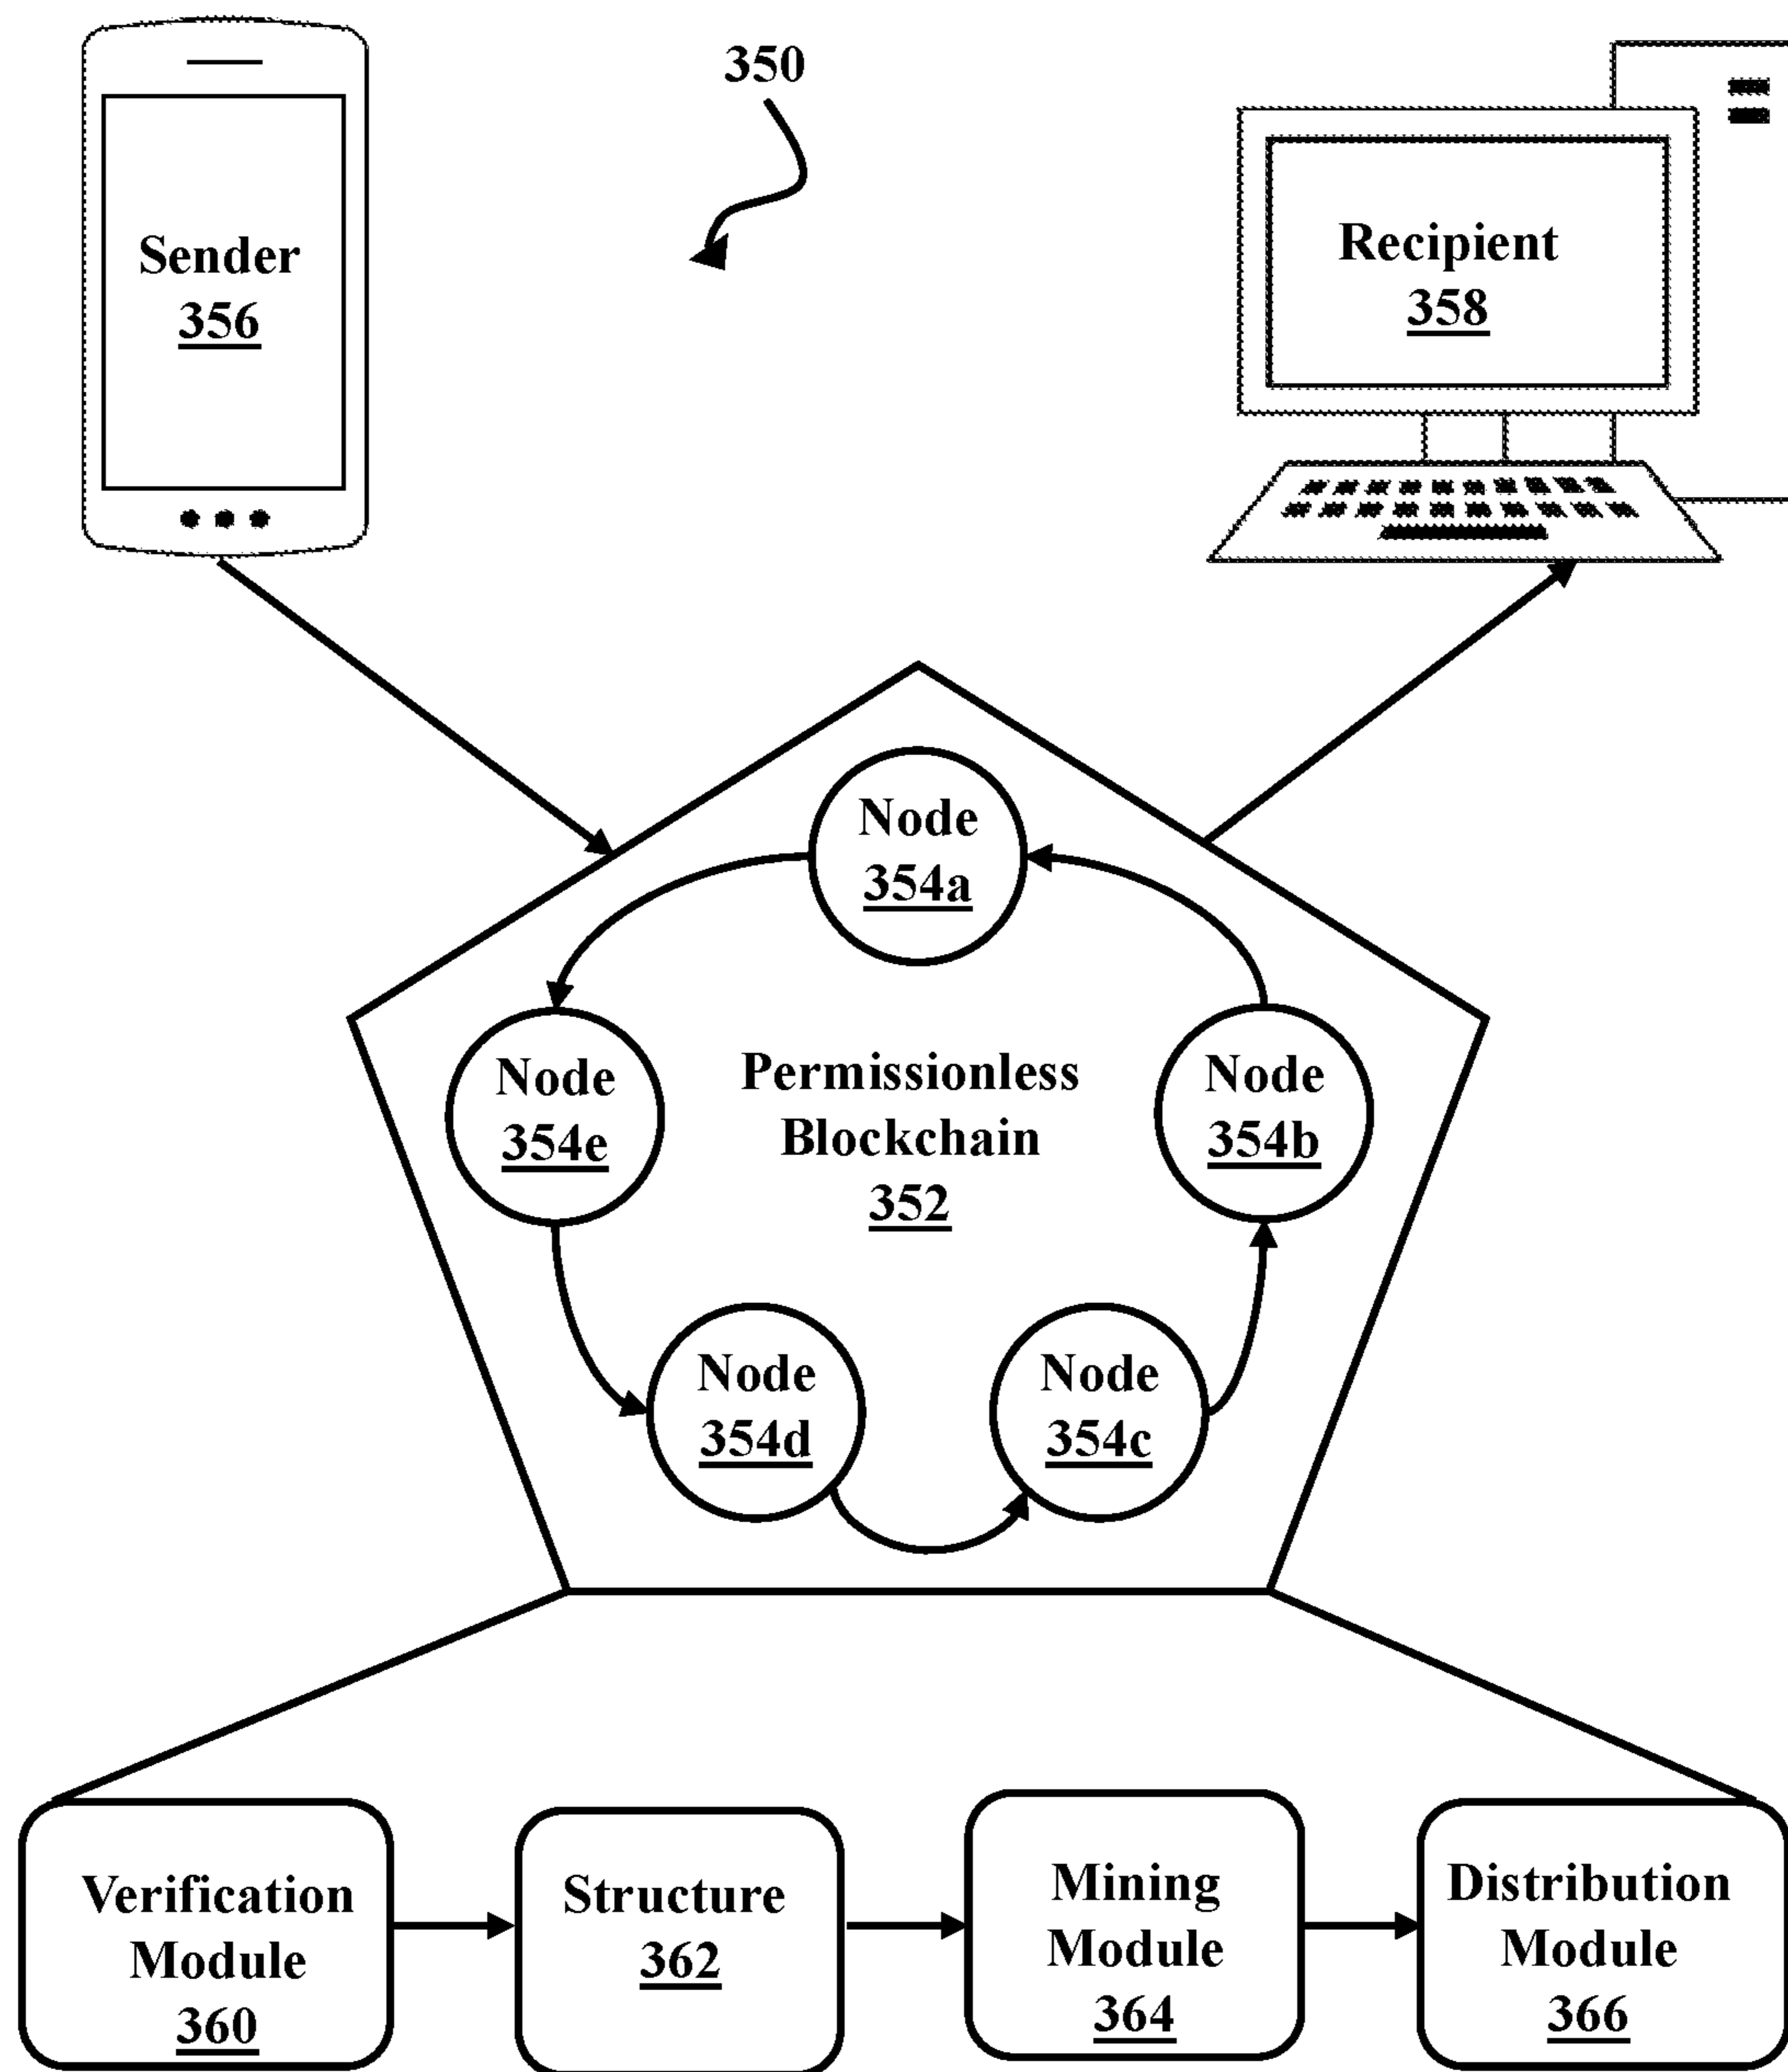 350
Sender
356
Recipient
358
Node
354a
Node
354e
Permissionless
Blockchain
352
Node
354b
Node
354d
Node
354c
Verification
Module
360
Structure
362
Mining
Module
364
Distribution
Module
366